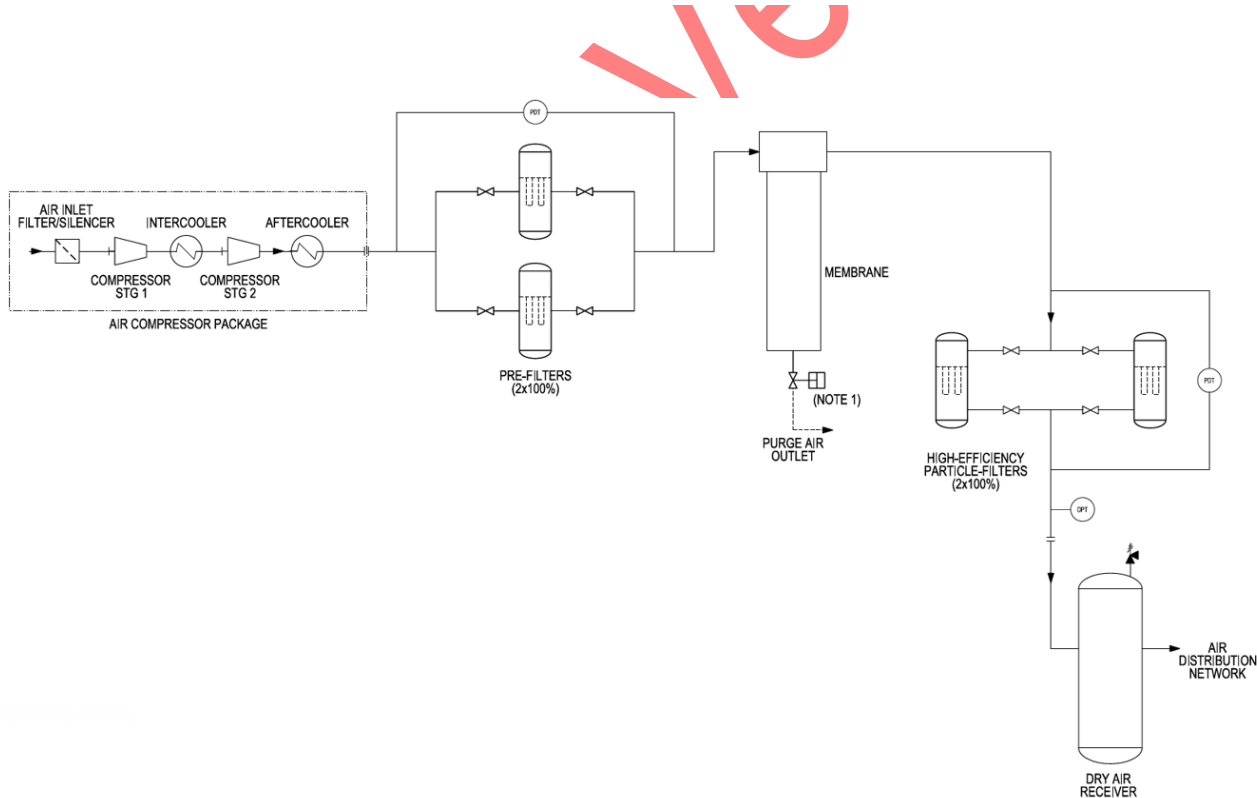 Ve
PDT
AIR INLET
FILTER/SILENCER
INTERCOOLER
AFTERCOOLER
COMPRESSOR
STG 1
COMPRESSOR
STG 2
AIR COMPRESSOR PACKAGE
PRE-FILTERS
(2x100%)
MEMBRANE
(NOTE 1)
PURGE AIR
OUTLET
PDT
HIGH-EFFICIENCY
PARTICLE-FILTERS
(2x100%)
DPT
AIR
DISTRIBUTION
NETWORK
DRY AIR
RECEIVER